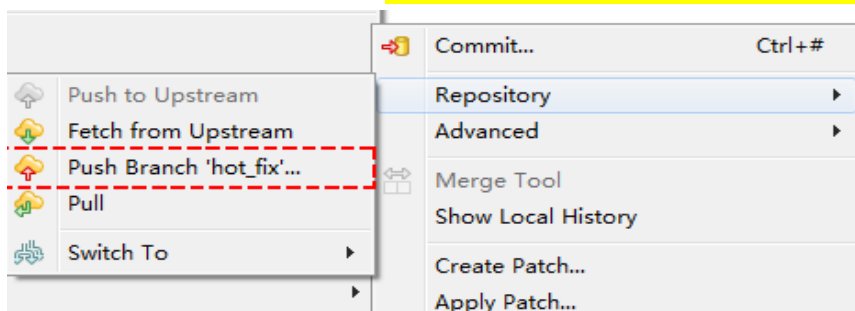 Commit... Ctrl+#
Repository
Advanced
Merge Tool
Show Local History
Create Patch...
Apply Patch...
Push to Upstream
Fetch from Upstream
Push Branch 'hot_fix'...
Pull
Switch To